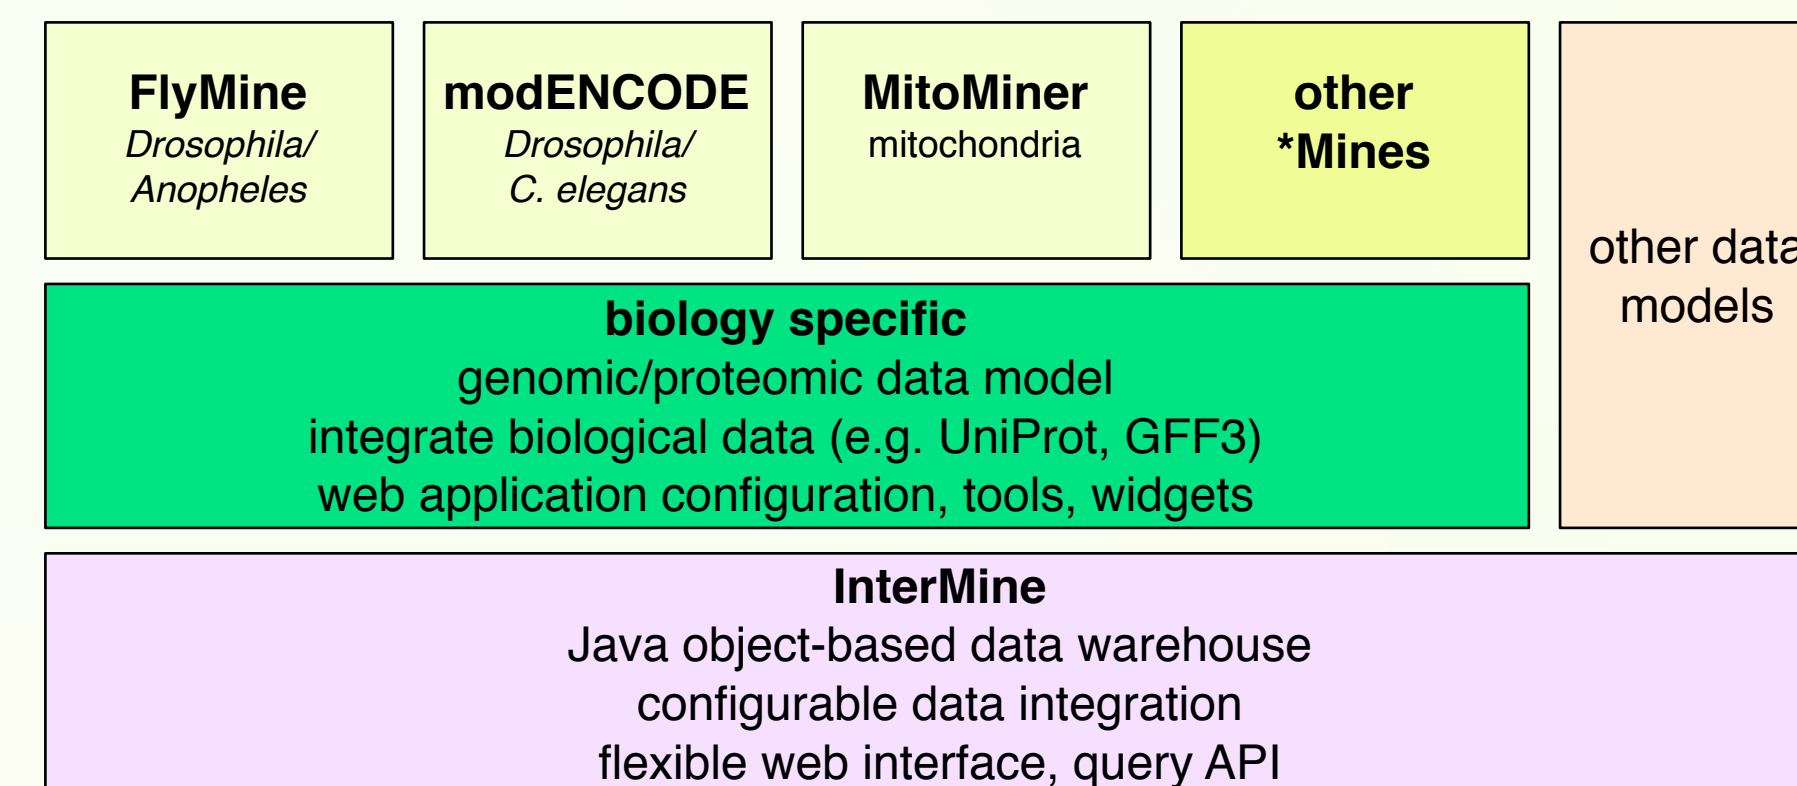 FlyMine
Drosophila/
Anopheles
modENCODE
Drosophila/
C. elegans
MitoMiner
mitochondria
other
*Mines
other data
models
biology specific
genomic/proteomic data model
integrate biological data (e.g. UniProt, GFF3)
web application configuration, tools, widgets
InterMine
Java object-based data warehouse
configurable data integration
flexible web interface, query API